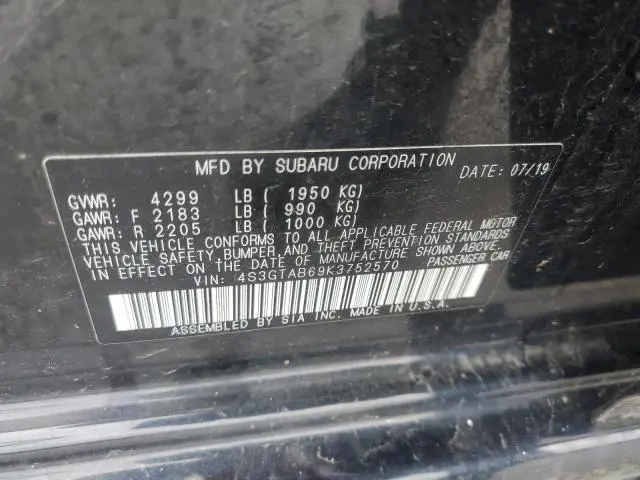 MFD BY SUBARU CORPORATION DATE: 07/19
GVWR: 4299 LB ( 1950 KG)
GAWR: F 2183 LB ( 990 KG)
GAWR: R 2205 LB ( 1000 KG)
THIS VEHICLE CONFORMS TO ALL APPLICABLE FEDERAL MOTOR
VEHICLE SAFETY, BUMPER, AND THEFT PREVENTION STANDARDS
IN EFFECT ON THE DATE OF MANUFACTURE SHOWN ABOVE.
VIN: 4S3GTAB69K3752570 PASSENGER CAR
ASSEMBLED BY SIA INC. MADE IN U.S.A.